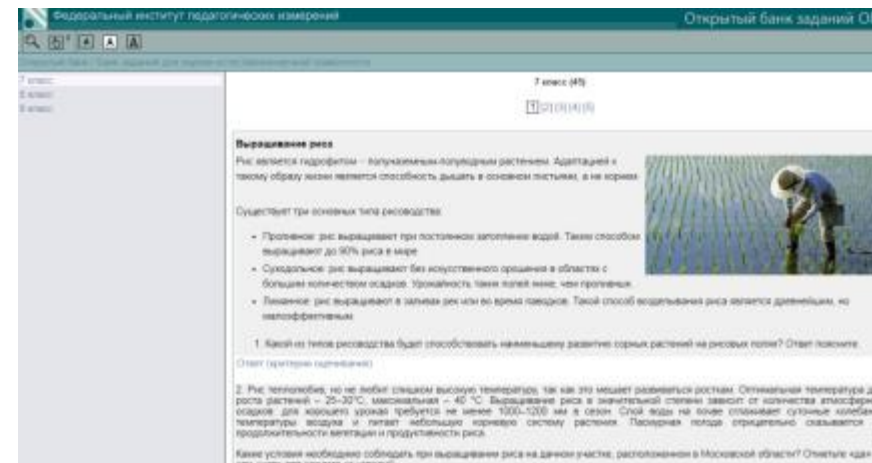 Федеральный институт педагогических измерений
Открытый банк заданий О
7 класс
8 класс
9 класс
7 класс (45)
[1] [2] [3] [4] [5]
Выращивание риса
Рис является гидрофитом – полуназемным-полуводным растением. Адаптацией к
такому образу жизни является способность дышать в основном листьями, а не корнем.
Существует три основных типа рисоводства:
• Проливное: рис выращивают при постоянном затоплении водой. Таким способом
выращивают до 90% риса в мире.
• Суходольное: рис выращивают без искусственного орошения в областях с
большим количеством осадков. Урожайность таких полей ниже, чем проливных.
• Лиманное: рис выращивают в заливах рек или во время паводков. Такой способ возделывания риса является древнейшим, но
малоэффективным.
1. Какой из типов рисоводства будет способствовать наименьшему развитию сорных растений на рисовых полях? Ответ поясните.
Ответ (критерии оценивания)
2. Рис теплолюбив, но не любит слишком высокую температуру, так как это мешает развиваться росткам. Оптимальная температура д
роста растений – 25–30°С, максимальная – 40 °С. Выращивание риса в значительной степени зависит от количества атмосферн
осадков: для хорошего урожая требуется не менее 1000–1200 мм в сезон. Слой воды на почве сглаживает суточные колебан
температуры воздуха и питает небольшую корневую систему растения. Пасмурная погода отрицательно сказывается
продолжительности вегетации и продуктивности риса.
Какие условия необходимо соблюдать при выращивании риса на дачном участке, расположенном в Московской области? Отметьте «да»